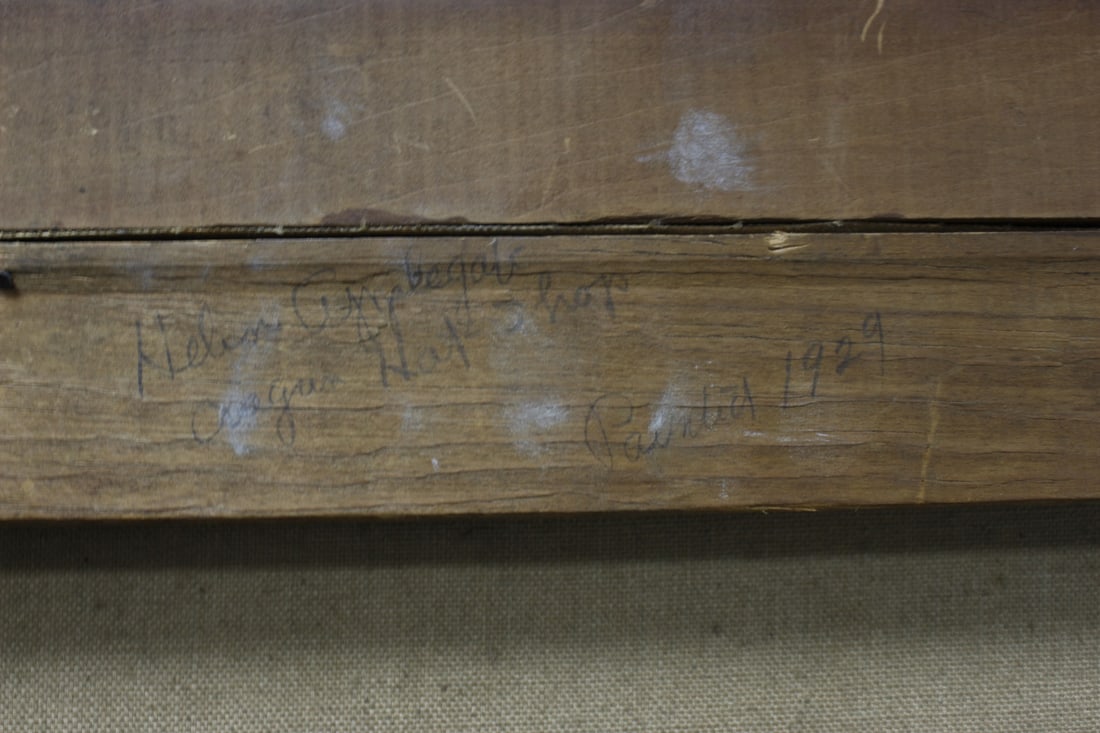 Helen Applegate
Hat Shop
Painted 1929